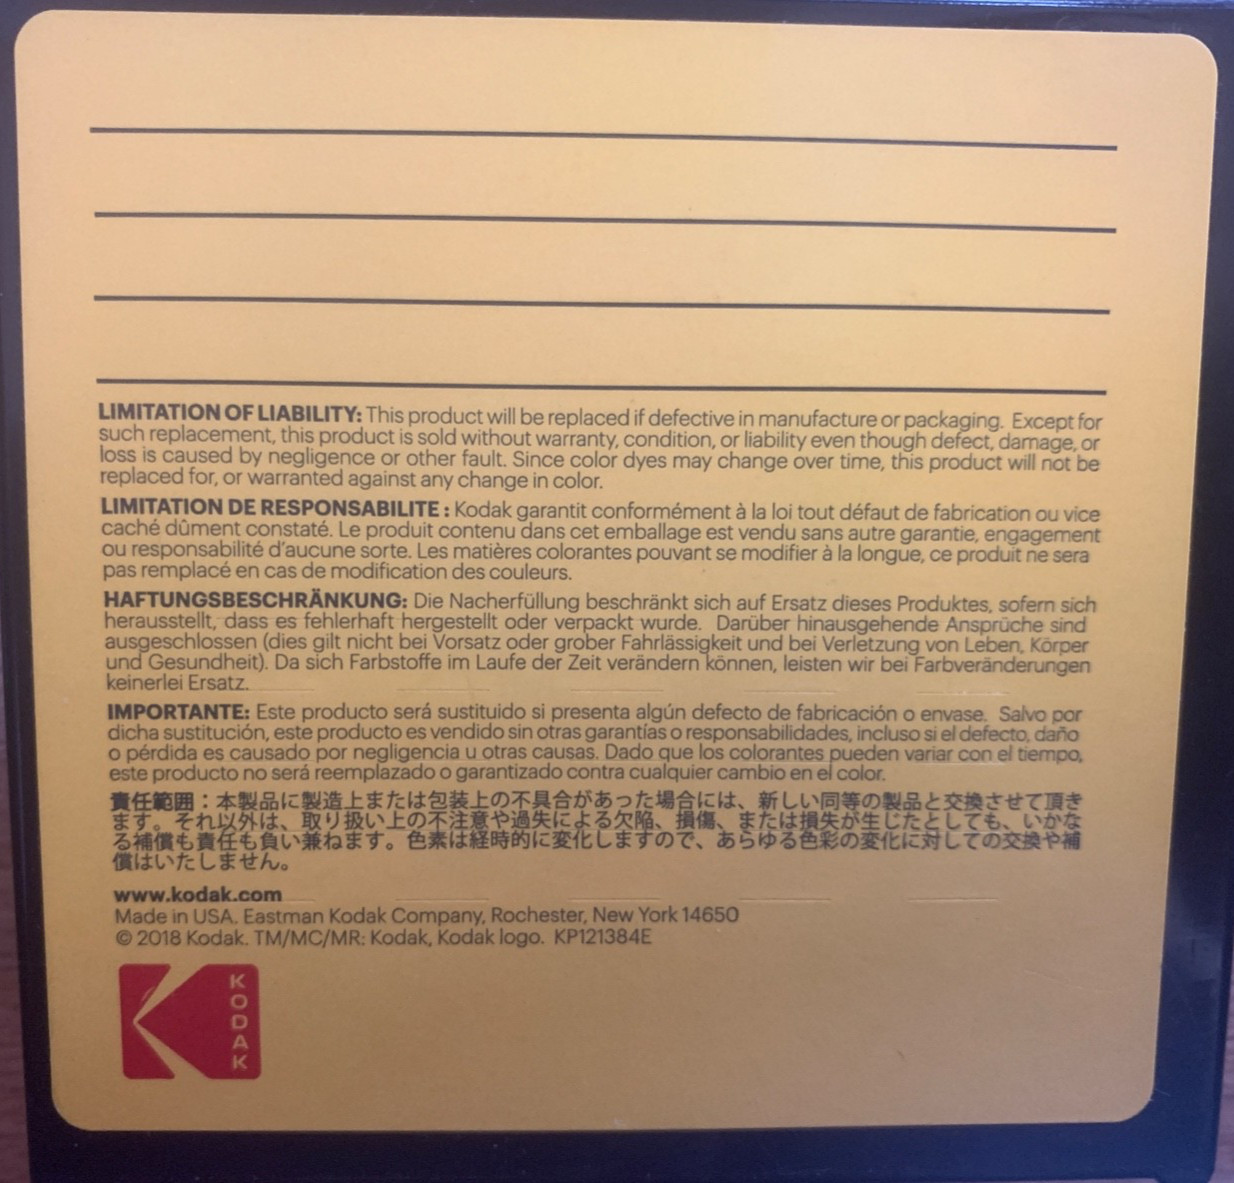 LIMITATION OF LIABILITY: This product will be replaced if defective in manufacture or packaging. Except for
such replacement, this product is sold without warranty, condition, or liability even though defect, damage, or
loss is caused by negligence or other fault. Since color dyes may change over time, this product will not be
replaced for, or warranted against any change in color.
LIMITATION DE RESPONSABILITE : Kodak garantit conformément à la loi tout défaut de fabrication ou vice
caché dûment constaté. Le produit contenu dans cet emballage est vendu sans autre garantie, engagement
ou responsabilité d'aucune sorte. Les matières colorantes pouvant se modifier à la longue, ce produit ne sera
pas remplacé en cas de modification des couleurs.
HAFTUNGSBESCHRÄNKUNG: Die Nacherfüllung beschränkt sich auf Ersatz dieses Produktes, sofern sich
herausstellt, dass es fehlerhaft hergestellt oder verpackt wurde. Darüber hinausgehende Ansprüche sind
ausgeschlossen (dies gilt nicht bei Vorsatz oder grober Fahrlässigkeit und bei Verletzung von Leben, Körper
und Gesundheit). Da sich Farbstoffe im Laufe der Zeit verändern können, leisten wir bei Farbveränderungen
keinerlei Ersatz.
IMPORTANTE: Este producto será sustituido si presenta algún defecto de fabricación o envase. Salvo por
dicha sustitución, este producto es vendido sin otras garantías o responsabilidades, incluso si el defecto, daño
o pérdida es causado por negligencia u otras causas. Dado que los colorantes pueden variar con el tiempo,
este producto no será reemplazado o garantizado contra cualquier cambio en el color.
責任範囲：本製品に製造上または包装上の不具合があった場合には、新しい同等の製品と交換させて頂き
ます。それ以外は、取り扱い上の不注意や過失による欠陥、損傷、または損失が生じたとしても、いかな
る補償も責任も負い兼ねます。色素は経時的に変化しますので、あらゆる色彩の変化に対しての交換や補
償はいたしません。
www.kodak.com
Made in USA. Eastman Kodak Company, Rochester, New York 14650
© 2018 Kodak. TM/MC/MR: Kodak, Kodak logo. KP121384E
KODAK